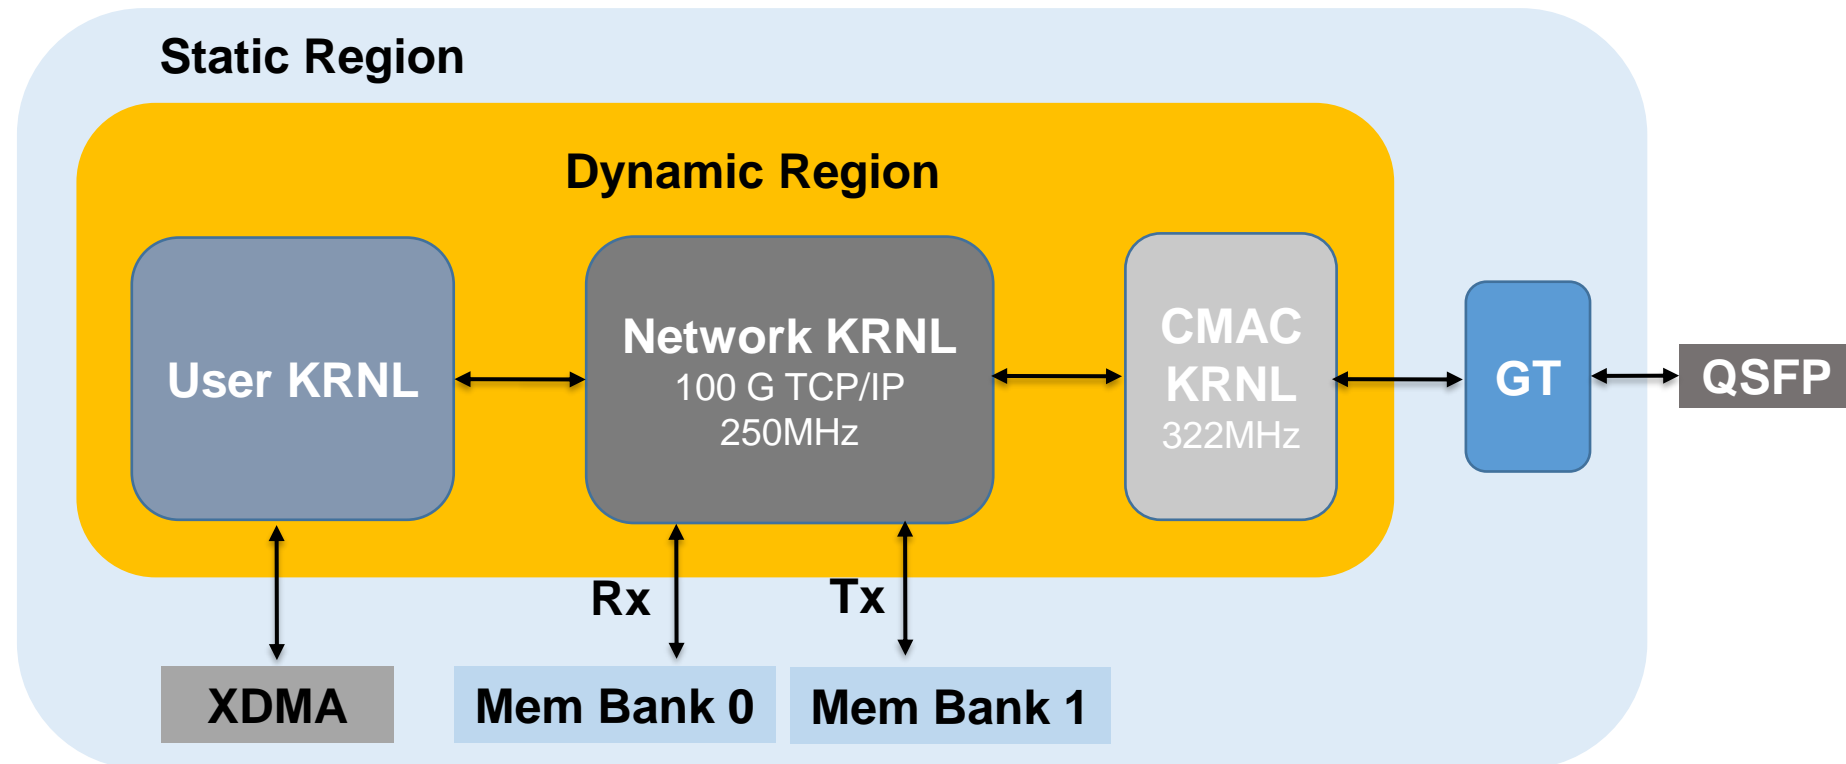 Static Region
Dynamic Region
User KRNL
Network KRNL
100 G TCP/IP
250MHz
CMAC
KRNL
322MHz
GT
QSFP
Rx
Tx
XDMA
Mem Bank 0
Mem Bank 1